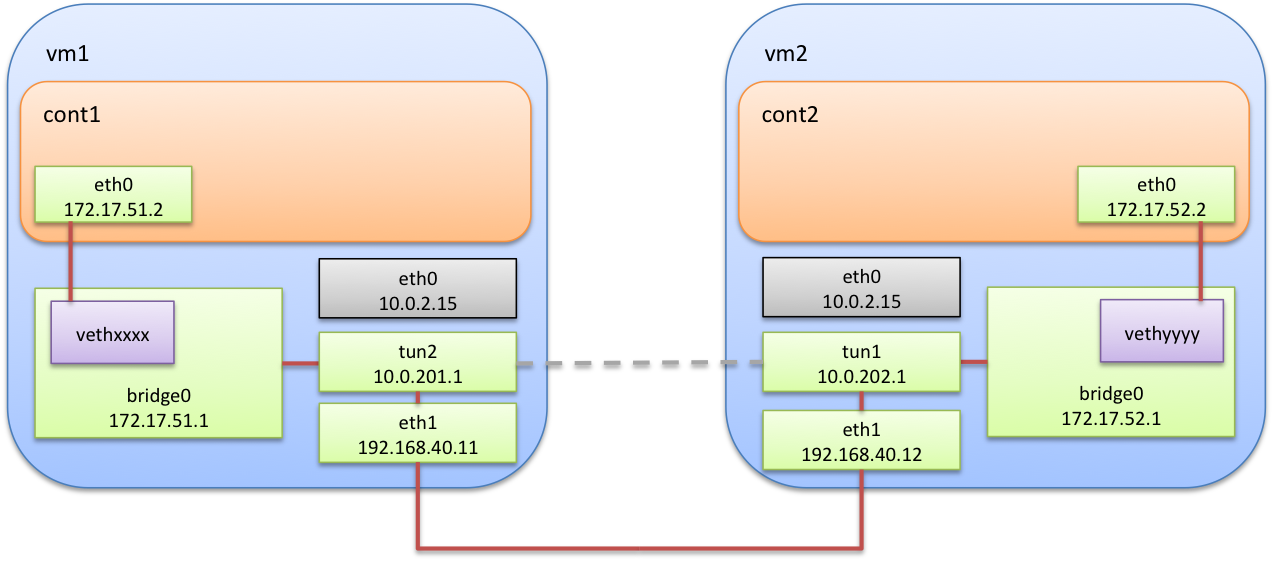 vm1
cont1
eth0
172.17.51.2
eth0
10.0.2.15
vethxxxx
tun2
10.0.201.1
bridge0
172.17.51.1
eth1
192.168.40.11
vm2
cont2
eth0
172.17.52.2
eth0
10.0.2.15
vethyyyy
tun1
10.0.202.1
bridge0
172.17.52.1
eth1
192.168.40.12